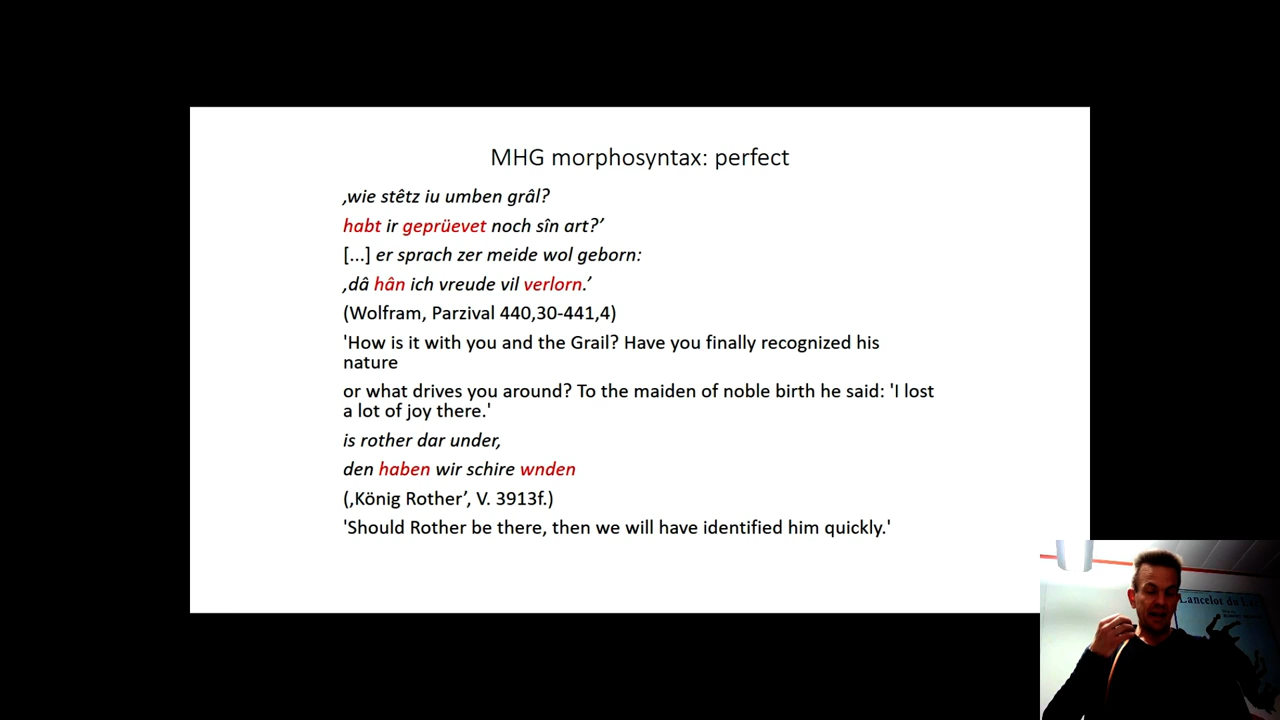 MHG morphosyntax: perfect
‚wie stêtz iu umben grâl?
habt ir geprüevet noch sîn art?’
[...] er sprach zer meide wol geborn:
‚dâ hân ich vreude vil verlorn.’
(Wolfram, Parzival 440,30-441,4)
'How is it with you and the Grail? Have you finally recognized his
nature
or what drives you around? To the maiden of noble birth he said: 'I lost
a lot of joy there.'
is rother dar under,
den haben wir schire wnden
(‚König Rother’, V. 3913f.)
'Should Rother be there, then we will have identified him quickly.'
Lancelot du